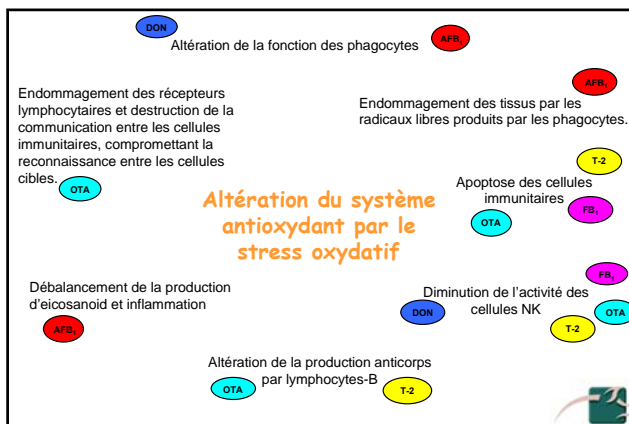 DON
Altération de la fonction des phagocytes
AFB₁
Endommagement des récepteurs
lymphocytaires et destruction de la
communication entre les cellules
immunitaires, compromettant la
reconnaissance entre les cellules
cibles.
OTA
AFB₁
Endommagement des tissus par les
radicaux libres produits par les phagocytes.
T-2
Apoptose des cellules
immunitaires
OTA
FB₁
Altération du système
antioxydant par le
stress oxydatif
Débalancement de la production
d'eicosanoid et inflammation
AFB₁
FB₁
Diminution de l'activité des
cellules NK
DON
T-2
OTA
Altération de la production anticorps
par lymphocytes-B
OTA
T-2